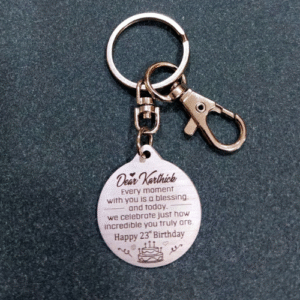 Dear Karthick
Every moment
with you is a blessing
and today,
we celebrate just how
incredible you truly are.
Happy 23rd Birthday